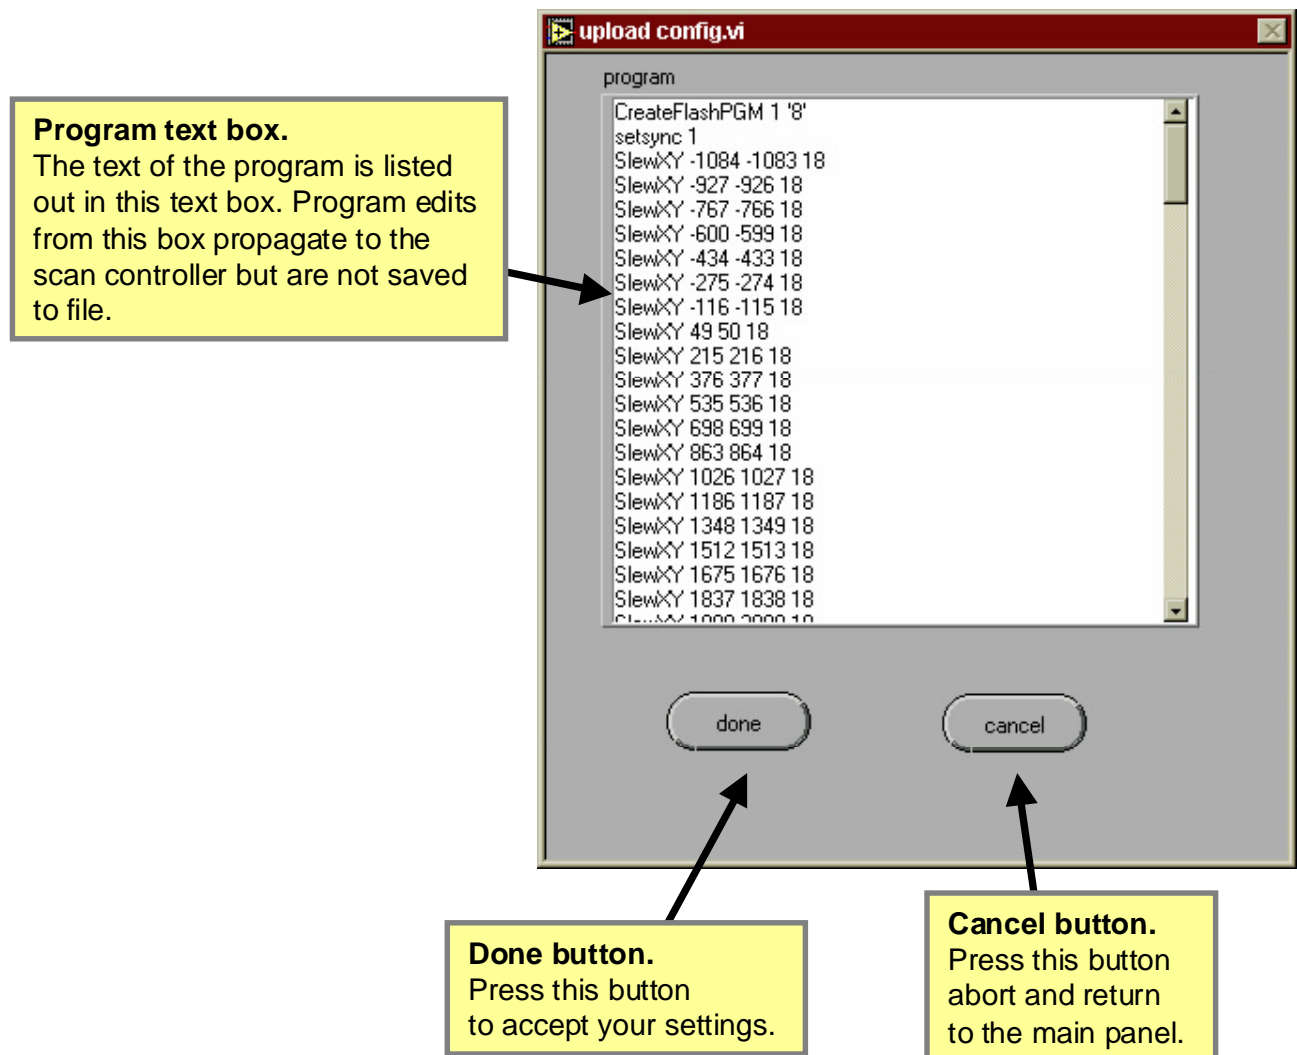 upload config.vi
program
CreateFlashPGM 1 '8'
setsync 1
SlewXY -1084 -1083 18
SlewXY -927 -926 18
SlewXY -767 -766 18
SlewXY -600 -599 18
SlewXY -434 -433 18
SlewXY -275 -274 18
SlewXY -116 -115 18
SlewXY 49 50 18
SlewXY 215 216 18
SlewXY 376 377 18
SlewXY 535 536 18
SlewXY 698 699 18
SlewXY 863 864 18
SlewXY 1026 1027 18
SlewXY 1186 1187 18
SlewXY 1348 1349 18
SlewXY 1512 1513 18
SlewXY 1675 1676 18
SlewXY 1837 1838 18
Program text box.
The text of the program is listed
out in this text box. Program edits
from this box propagate to the
scan controller but are not saved
to file.
done
cancel
Done button.
Press this button
to accept your settings.
Cancel button.
Press this button
abort and return
to the main panel.